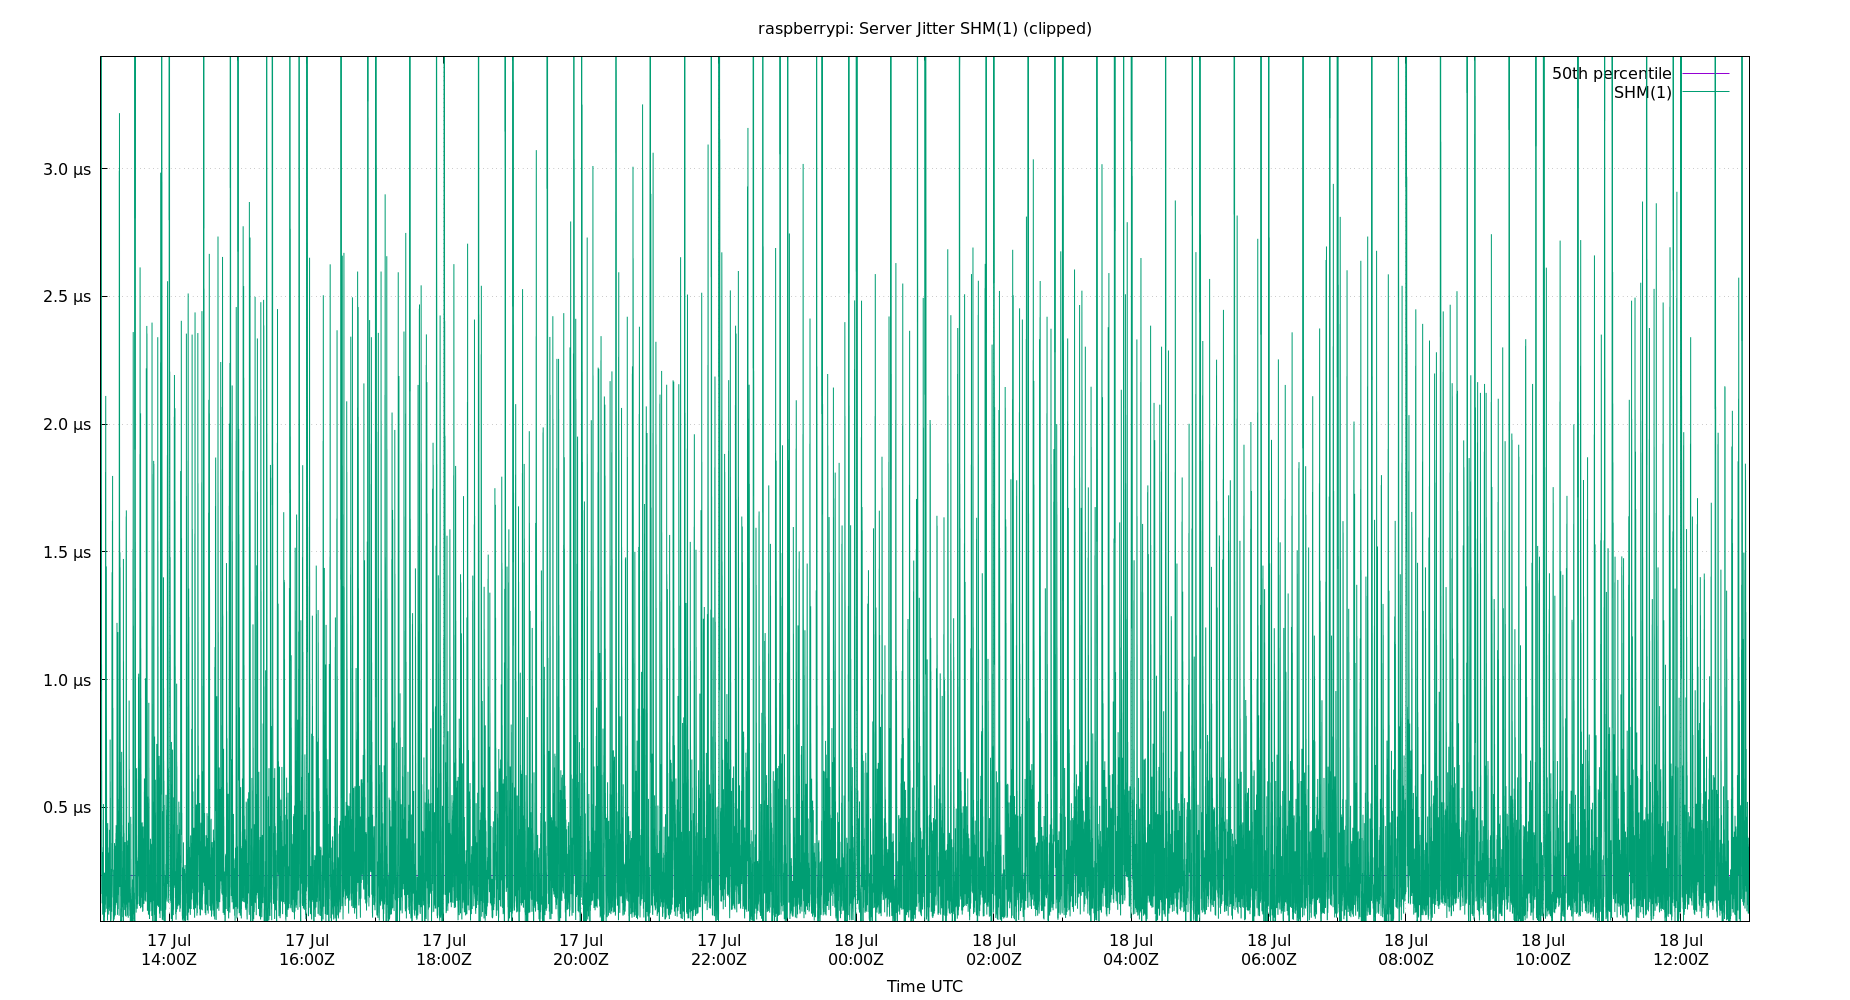 raspberrypi: Server Jitter SHM(1) (clipped)
50th percentile
SHM(1)
3.0 µs
2.5 µs
2.0 µs
1.5 µs
1.0 µs
0.5 µs
17 Jul 17 Jul 17 Jul 17 Jul 17 Jul 18 Jul 18 Jul 18 Jul 18 Jul 18 Jul 18 Jul 18 Jul
14:00Z 16:00Z 18:00Z 20:00Z 22:00Z 00:00Z 02:00Z 04:00Z 06:00Z 08:00Z 10:00Z 12:00Z
Time UTC